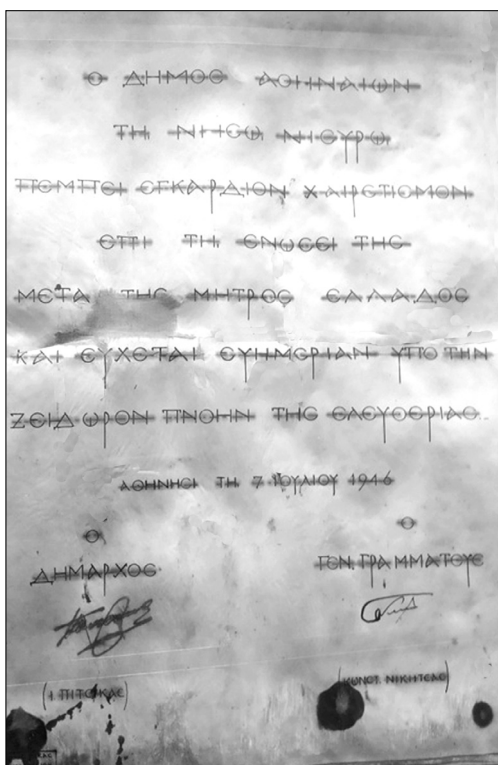 Ο ΔΗΜΟΣ ΑΘΗΝΑΙΩΝ
ΤΗ ΝΗΣΩ ΝΙΣΥΡΩ
ΠΕΜΠΕΙ ΕΓΚΑΡΔΙΟΝ ΧΑΙΡΕΤΙΣΜΟΝ
ΕΠΙ ΤΗ ΕΝΩΣΕΙ ΤΗΣ
ΜΕΤΑ ΤΗΣ ΜΗΤΡΟΣ ΕΛΛΑΔΟΣ
ΚΑΙ ΕΥΧΕΤΑΙ ΕΥΗΜΕΡΙΑΝ ΥΠΟ ΤΗΝ
ΖΕΙΔΩΡΟΝ ΠΝΟΗΝ ΤΗΣ ΕΛΕΥΘΕΡΙΑΣ
ΑΘΗΝΗΣΙ ΤΗ 7 ΙΟΥΛΙΟΥ 1946
Ο
ΔΗΜΑΡΧΟΣ
(Ι. ΠΙΤΣΙΚΑΣ)
Ο
ΓΕΝ. ΓΡΑΜΜΑΤΕΥΣ
(ΚΩΝΣΤ. ΝΙΚΗΤΕΑΣ)